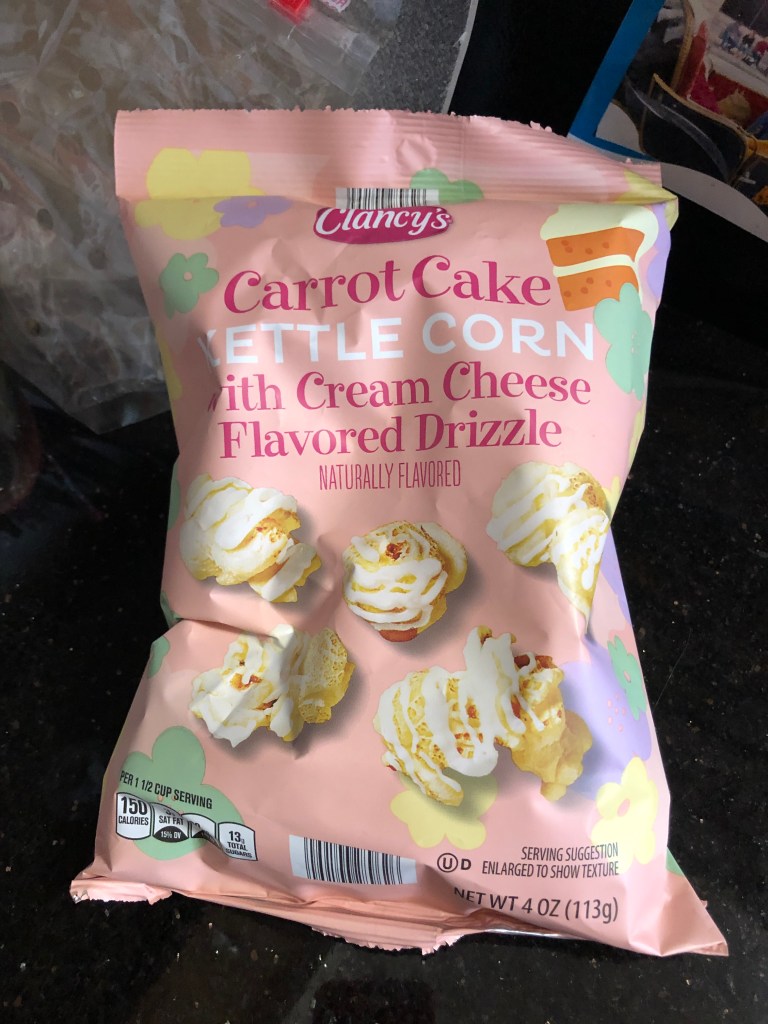 Clancy's
Carrot Cake
KETTLE CORN
with Cream Cheese
Flavored Drizzle
NATURALLY FLAVORED
PER 1 1/2 CUP SERVING
150
CALORIES
SAT FAT
15% DV
13g
TOTAL
SUGARS
U D
SERVING SUGGESTION
ENLARGED TO SHOW TEXTURE
NET WT 4 OZ (113g)